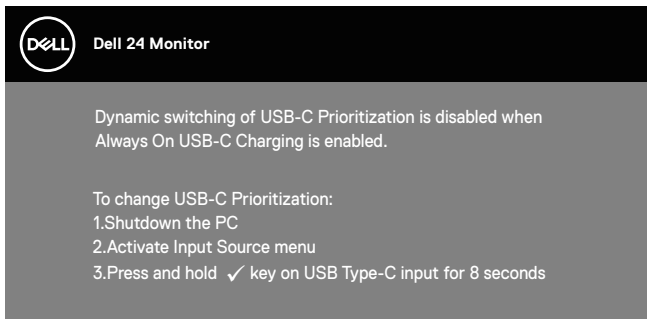 DELL
Dell 24 Monitor
Dynamic switching of USB-C Prioritization is disabled when
Always On USB-C Charging is enabled.
To change USB-C Prioritization:
1.Shutdown the PC
2.Activate Input Source menu
3.Press and hold ✓ key on USB Type-C input for 8 seconds